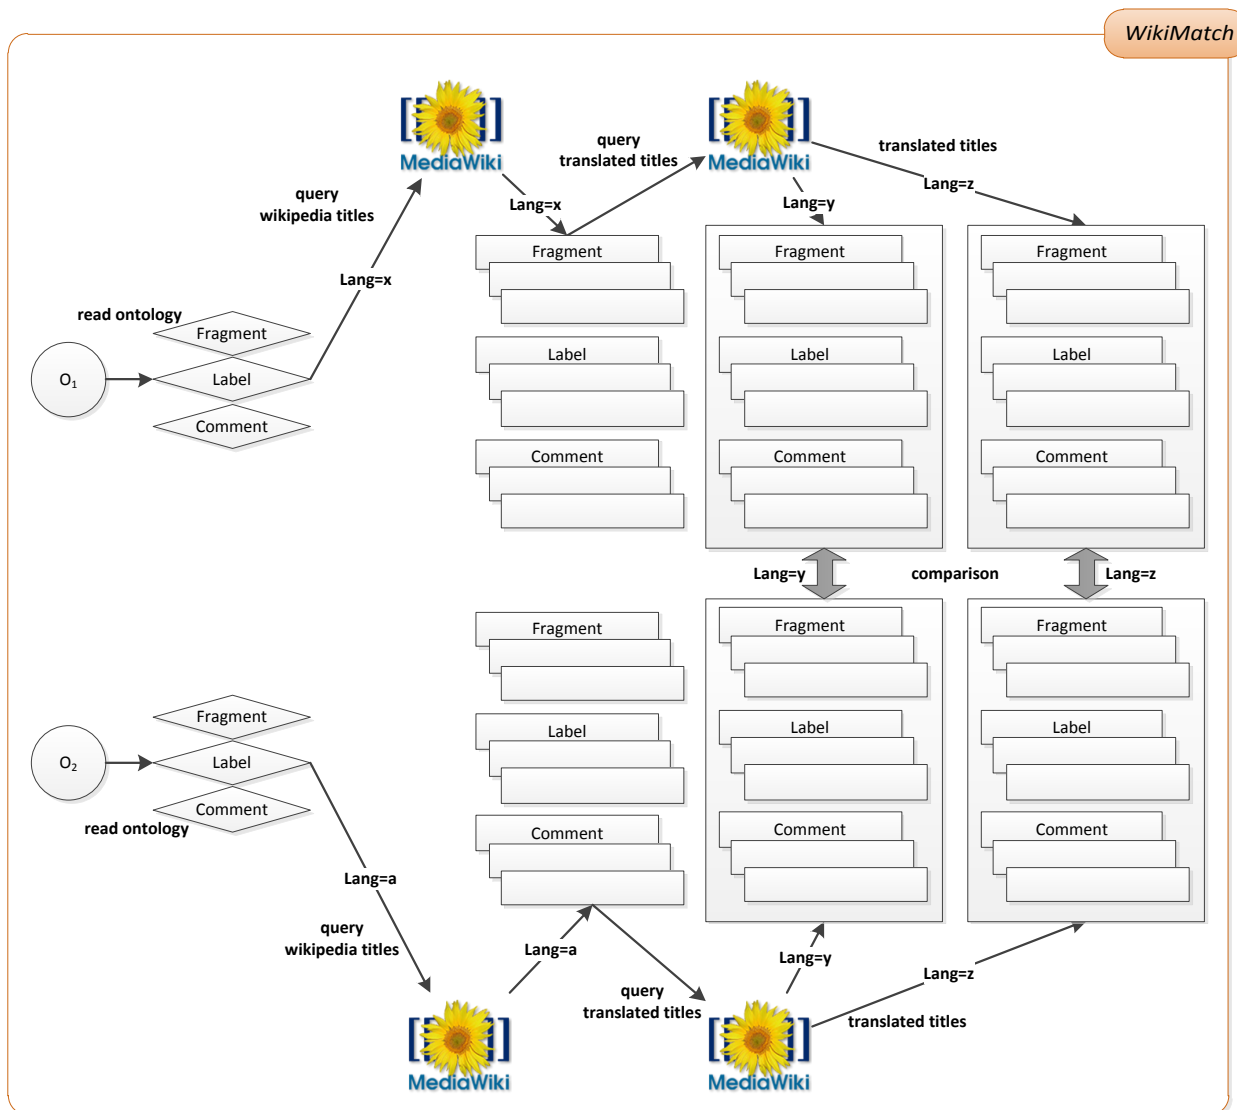 WikiMatch
[[ ]]
MediaWiki
[[ ]]
MediaWiki
query
translated titles
translated titles
query
wikipedia titles
Lang=x
Lang=y
Lang=z
Lang=x
read ontology
O1
Fragment
Label
Comment
Fragment
Label
Comment
Fragment
Label
Comment
Fragment
Label
Comment
Lang=y
comparison
Lang=z
O2
Fragment
Label
Comment
read ontology
Fragment
Label
Comment
Fragment
Label
Comment
Fragment
Label
Comment
Lang=a
query
wikipedia titles
Lang=a
Lang=y
Lang=z
query
translated titles
translated titles
[[ ]]
MediaWiki
[[ ]]
MediaWiki